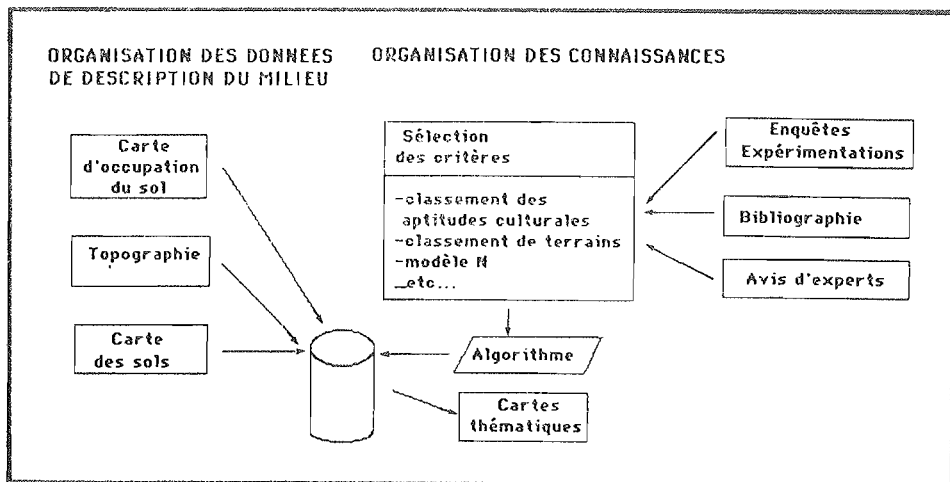 ORGANISATION DES DONNEES
DE DESCRIPTION DU MILIEU
ORGANISATION DES CONNAISSANCES
Carte
d'occupation
du sol
Topographie
Carte
des sols
Sélection
des critères
-classement des
aptitudes culturales
-classement de terrains
-modèle N
_etc...
Enquêtes
Expérimentations
Bibliographie
Avis d'experts
Algorithme
Cartes
thématiques